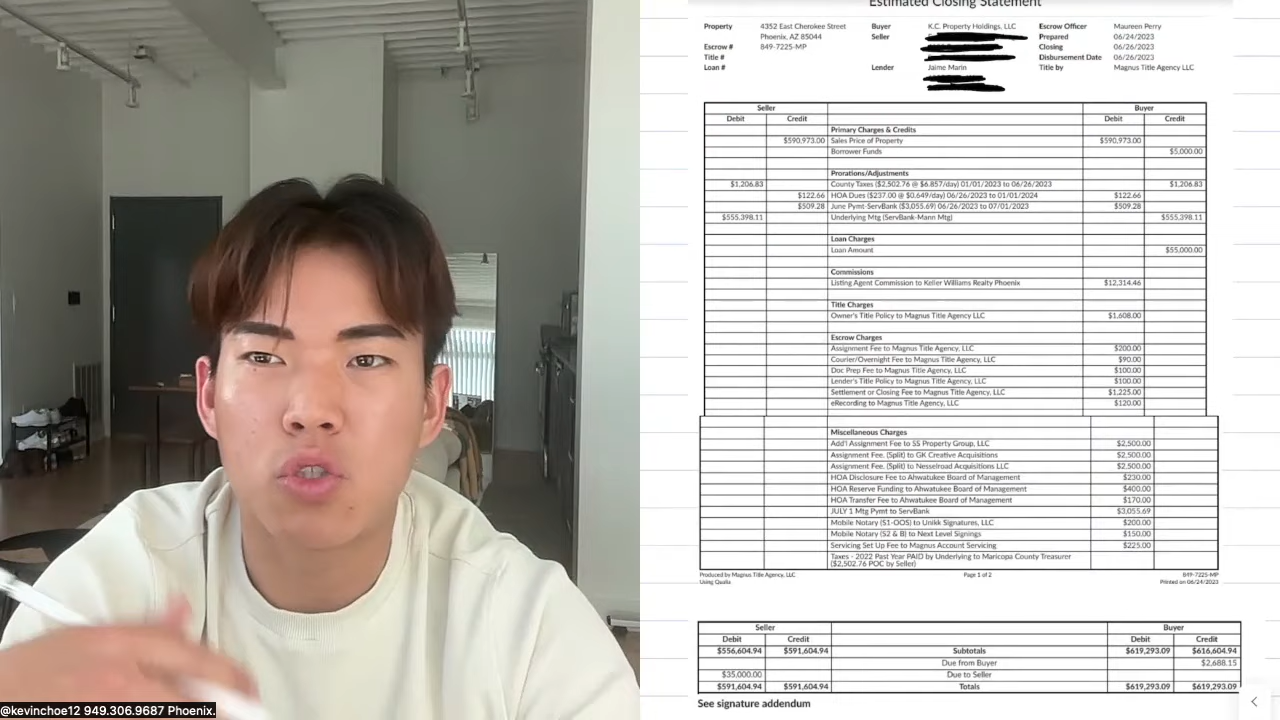 Estimated Closing Statement
Property 4352 East Cherokee Street Buyer K.C. Property Holdings, LLC Escrow Officer Maureen Perry
Phoenix, AZ 85044 Seller Prepared 06/24/2023
Escrow # 849-7225-MP Closing 06/26/2023
Title # Disbursement Date 06/26/2023
Loan # Lender Jaime Marin Title by Magnus Title Agency LLC
Seller Buyer
Debit Credit Debit Credit
Primary Charges & Credits
$590,973.00 Sales Price of Property $590,973.00
Borrower Funds $5,000.00
Prorations/Adjustments
$1,206.83 County Taxes ($2,502.76 @ $6.857/day) 01/01/2023 to 06/26/2023 $1,206.83
$122.66 HOA Dues ($237.00 @ $0.649/day) 06/26/2023 to 01/01/2024 $122.66
$509.28 June Pymt-ServBank ($3,055.69) 06/26/2023 to 07/01/2023 $509.28
$555,398.11 Underlying Mtg (ServBank-Mann Mtg) $555,398.11
Loan Charges
Loan Amount $55,000.00
Commissions
Listing Agent Commission to Keller Williams Realty Phoenix $12,314.46
Title Charges
Owner's Title Policy to Magnus Title Agency LLC $1,608.00
Escrow Charges
Assignment Fee to Magnus Title Agency, LLC $200.00
Courier/Overnight Fee to Magnus Title Agency, LLC $90.00
Doc Prep Fee to Magnus Title Agency, LLC $100.00
Lender's Title Policy to Magnus Title Agency, LLC $100.00
Settlement or Closing Fee to Magnus Title Agency, LLC $1,225.00
eRecording to Magnus Title Agency, LLC $120.00
Miscellaneous Charges
Add'l Assignment Fee to SS Property Group, LLC $2,500.00
Assignment Fee. (Split) to GK Creative Acquisitions $2,500.00
Assignment Fee. (Split) to Nesselroad Acquisitions LLC $2,500.00
HOA Disclosure Fee to Ahwatukee Board of Management $230.00
HOA Reserve Funding to Ahwatukee Board of Management $400.00
HOA Transfer Fee to Ahwatukee Board of Management $170.00
JULY 1 Mtg Pymt to ServBank $3,055.69
Mobile Notary (S1-OOS) to Unikk Signatures, LLC $200.00
Mobile Notary (S2 & B) to Next Level Signings $150.00
Servicing Set Up Fee to Magnus Account Servicing $225.00
Taxes - 2022 Past Year PAID by Underlying to Maricopa County Treasurer
($2,502.76 POC by Seller)
Produced by Magnus Title Agency, LLC Page 1 of 2 849-7225-MP
Using Qualia Printed on 06/24/2023
Seller Buyer
Debit Credit Debit Credit
$556,604.94 $591,604.94 Subtotals $619,293.09 $616,604.94
Due from Buyer $2,688.15
$35,000.00 Due to Seller
$591,604.94 $591,604.94 Totals $619,293.09 $619,293.09
See signature addendum
@kevinchoe12 949.306.9687 Phoenix.